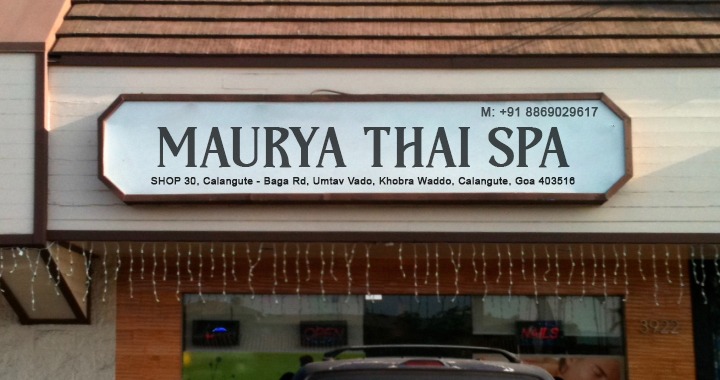 M: +91 8869029617
MAURYA THAI SPA
SHOP 30, Calangute - Baga Rd, Umtav Vado, Khobra Waddo, Calangute, Goa 403516
OPEN
NAILS
3922